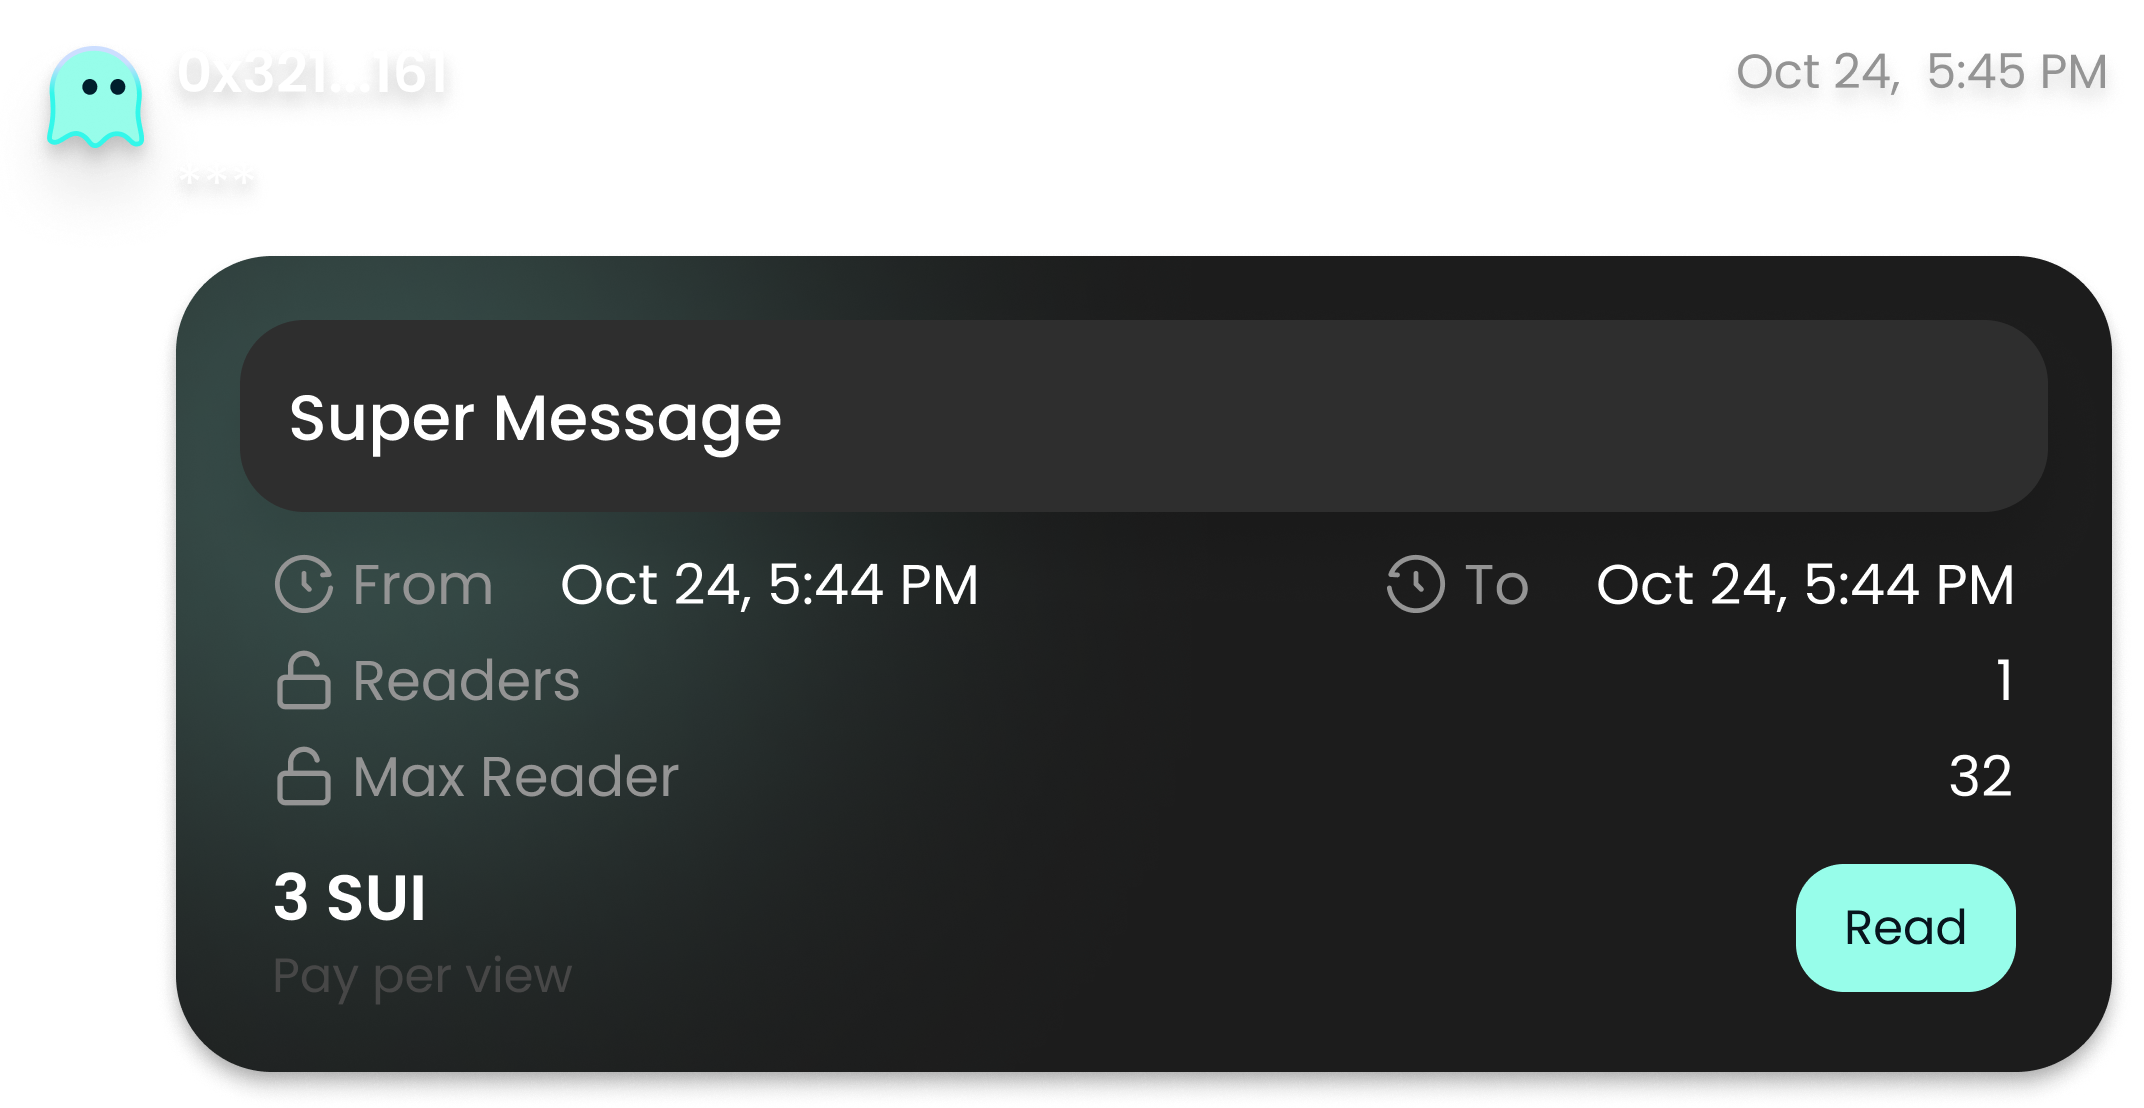 0x321...161
Oct 24, 5:45 PM
***
Super Message
From Oct 24, 5:44 PM To Oct 24, 5:44 PM
Readers 1
Max Reader 32
3 SUI
Pay per view
Read